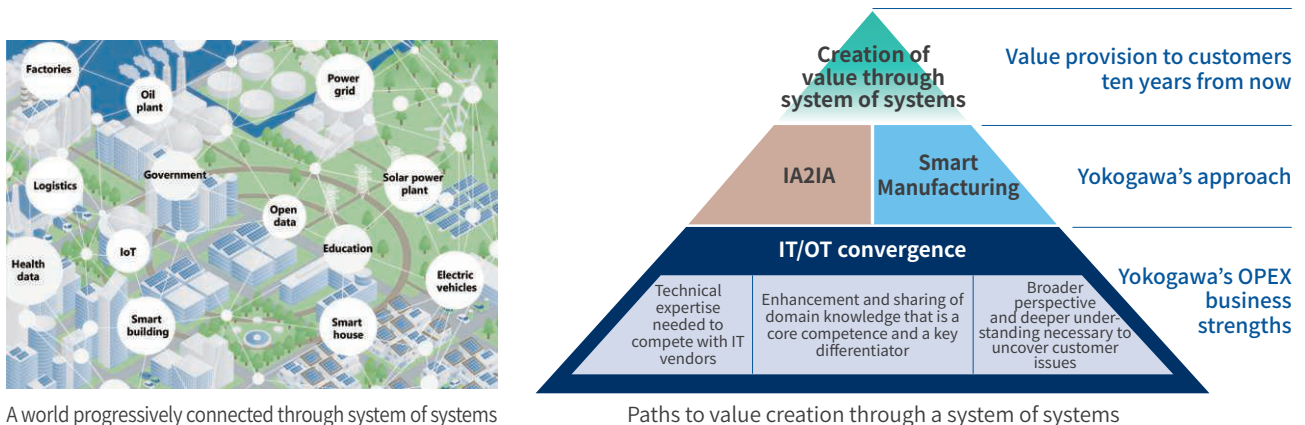 Factories
Oil
plant
Power
grid
Logistics
Government
Solar power
plant
Open
data
IoT
Education
Health
data
Electric
vehicles
Smart
building
Smart
house
A world progressively connected through system of systems
Creation of
value through
system of systems
Value provision to customers
ten years from now
IA2IA
Smart
Manufacturing
Yokogawa’s approach
IT/OT convergence
Technical
expertise
needed to
compete with IT
vendors
Enhancement and sharing of
domain knowledge that is a
core competence and a key
differentiator
Broader
perspective
and deeper under-
standing necessary to
uncover customer
issues
Yokogawa’s OPEX
business
strengths
Paths to value creation through a system of systems